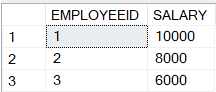 EMPLOYEEID SALARY
1 1 10000
2 2 8000
3 3 6000